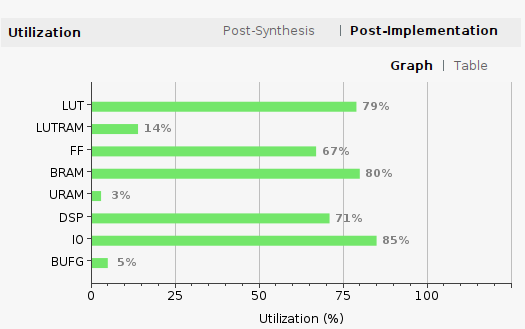 Utilization Post-Synthesis | Post-Implementation
Graph | Table
LUT 79%
LUTRAM 14%
FF 67%
BRAM 80%
URAM 3%
DSP 71%
IO 85%
BUFG 5%
0 25 50 75 100
Utilization (%)